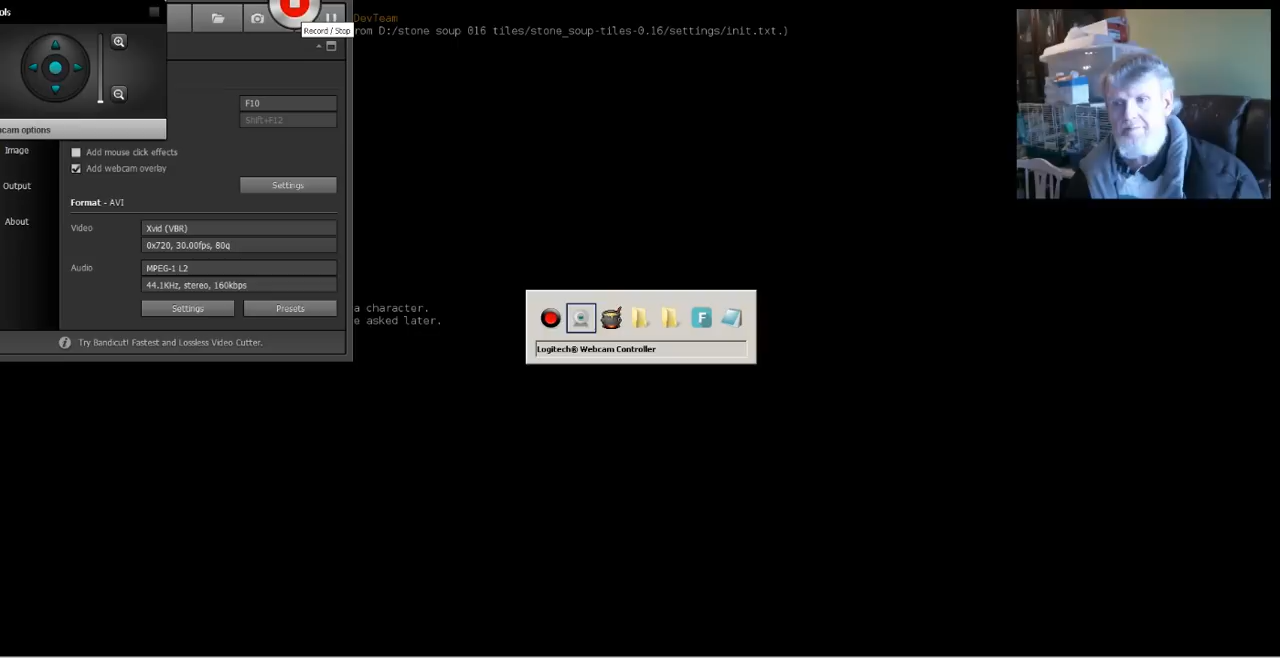 ols
DevTeam
Record / Stop
rom D:/stone soup 016 tiles/stone_soup-tiles-0.16/settings/init.txt.)
F10
Shift+F12
cam options
Image
Add mouse click effects
Add webcam overlay
Output
Settings
Format - AVI
About
Video
Xvid (VBR)
0x720, 30.00fps, 80q
Audio
MPEG-1 L2
44.1KHz, stereo, 160kbps
Settings
Presets
a character.
e asked later.
Try Bandicut! Fastest and Lossless Video Cutter.
F
Logitech® Webcam Controller